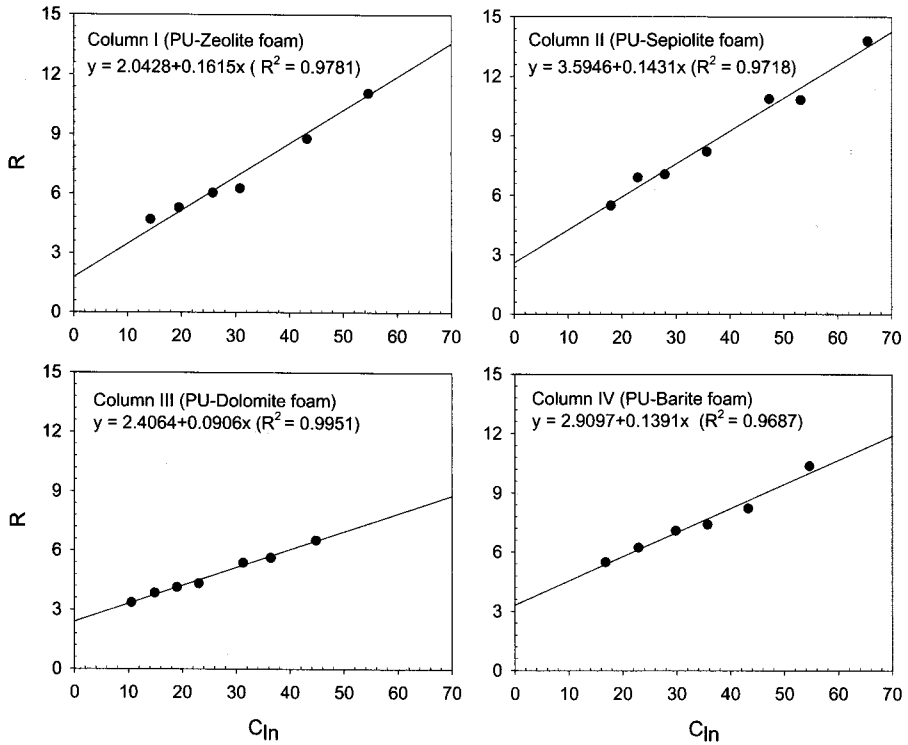 15
12
9
6
3
0
R
Column I (PU-Zeolite foam)
y = 2.0428+0.1615x ( R² = 0.9781)
0 10 20 30 40 50 60 70
15
12
9
6
3
0
Column II (PU-Sepiolite foam)
y = 3.5946+0.1431x (R² = 0.9718)
0 10 20 30 40 50 60 70
15
12
9
6
3
0
R
Column III (PU-Dolomite foam)
y = 2.4064+0.0906x (R² = 0.9951)
0 10 20 30 40 50 60 70
C_In
15
12
9
6
3
0
Column IV (PU-Barite foam)
y = 2.9097+0.1391x (R² = 0.9687)
0 10 20 30 40 50 60 70
C_In